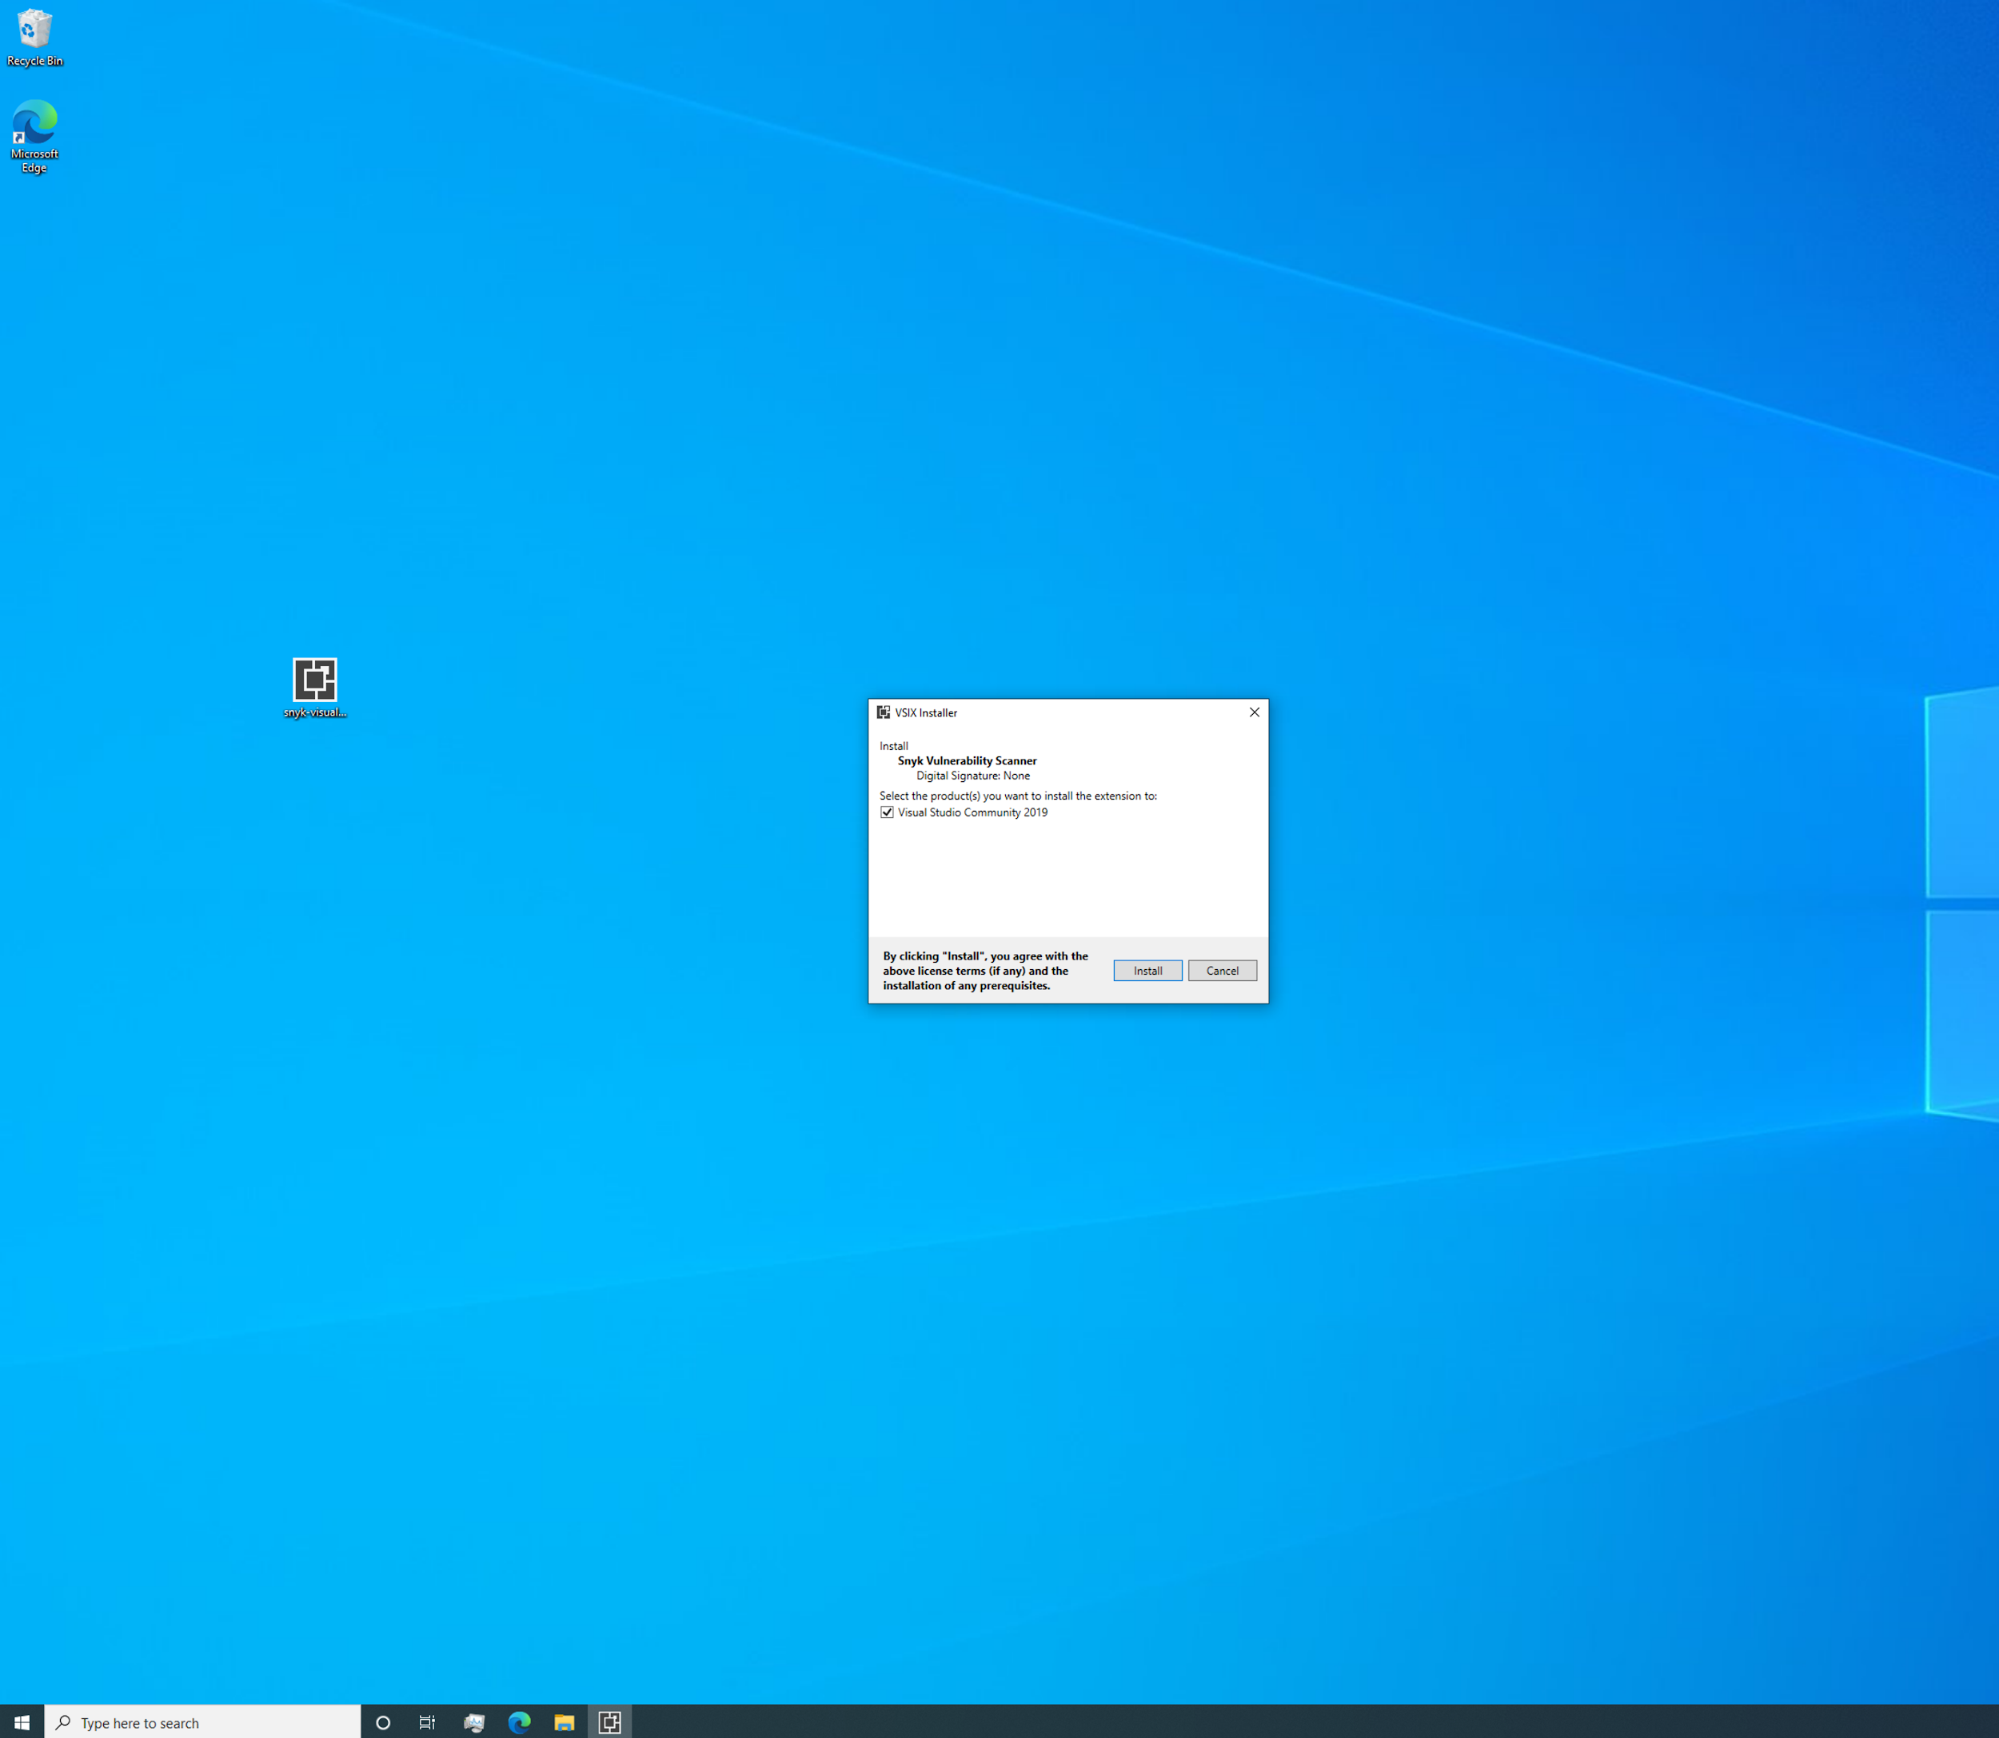 Recycle Bin
Microsoft
Edge
snyk-visual...
VSIX Installer
Install
Snyk Vulnerability Scanner
Digital Signature: None
Select the product(s) you want to install the extension to:
Visual Studio Community 2019
By clicking "Install", you agree with the
above license terms (if any) and the
installation of any prerequisites.
Install
Cancel
Type here to search